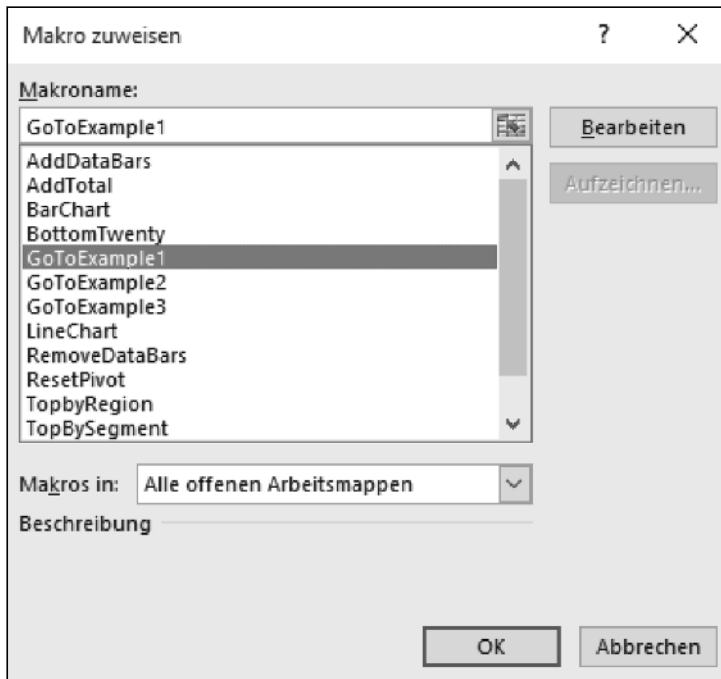 Makro zuweisen ?
Makroname:
GoToExample1 Bearbeiten
AddDataBars
AddTotal Aufzeichnen...
BarChart
BottomTwenty
GoToExample1
GoToExample2
GoToExample3
LineChart
RemoveDataBars
ResetPivot
TopbyRegion
TopBySegment
Makros in: Alle offenen Arbeitsmappen
Beschreibung
OK Abbrechen